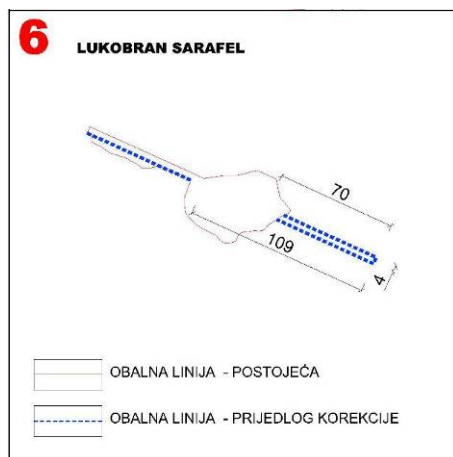 6 LUKOBRAN SARAFEL
70
109
4
OBALNA LINIJA - POSTOJEĆA
OBALNA LINIJA - PRIJEDLOG KOREKCIJE